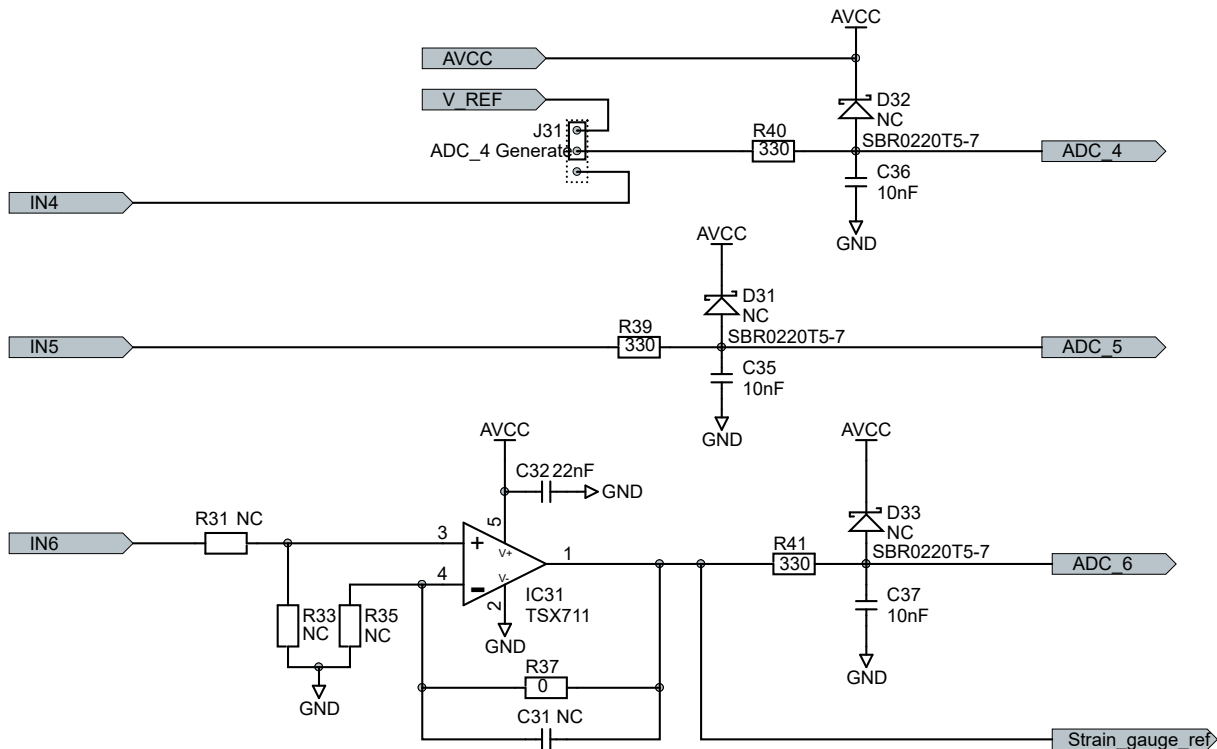 AVCC
AVCC
V_REF
D32
NC
J31
R40
SBR0220T5-7
ADC_4 Generate
330
ADC_4
C36
10nF
IN4
GND
AVCC
D31
NC
R39
SBR0220T5-7
IN5
330
ADC_5
C35
10nF
GND
AVCC
AVCC
C32 22nF
GND
R31 NC
5
D33
NC
IN6
3
+
V+
R41
SBR0220T5-7
1
330
ADC_6
4
-
V-
IC31
TSX711
2
C37
10nF
R33
NC
R35
NC
GND
R37
0
GND
GND
C31 NC
Strain_gauge_ref